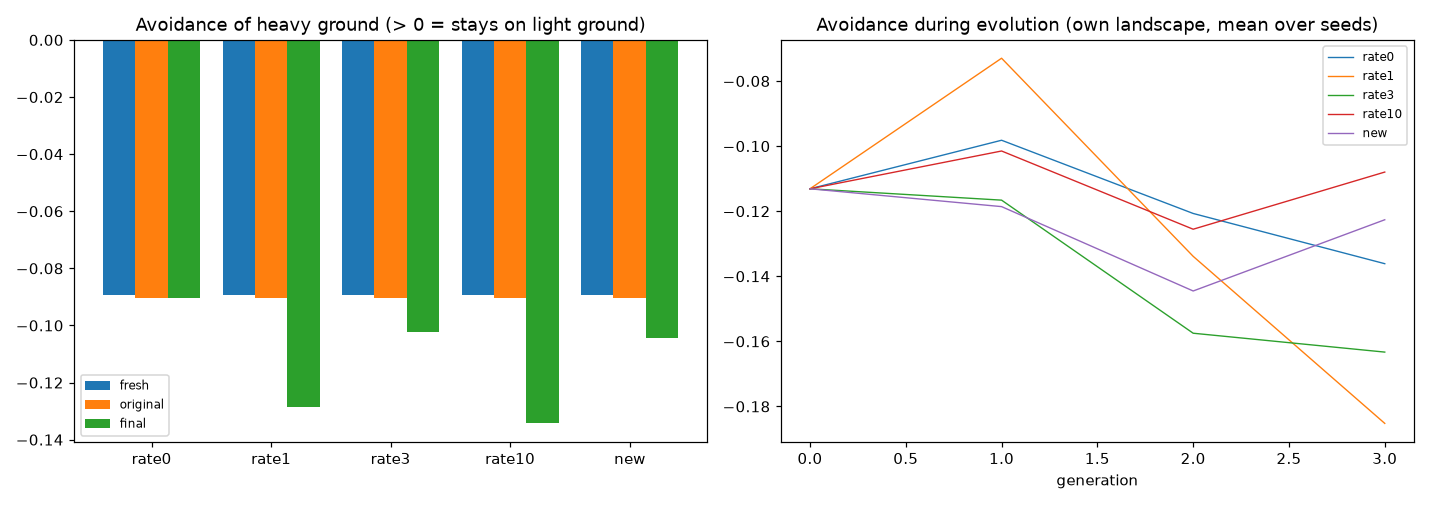 Avoidance of heavy ground (> 0 = stays on light ground)
0.00
−0.02
−0.04
−0.06
−0.08
−0.10
−0.12
−0.14
fresh
original
final
rate0
rate1
rate3
rate10
new
Avoidance during evolution (own landscape, mean over seeds)
−0.08
−0.10
−0.12
−0.14
−0.16
−0.18
rate0
rate1
rate3
rate10
new
0.0
0.5
1.0
1.5
2.0
2.5
3.0
generation